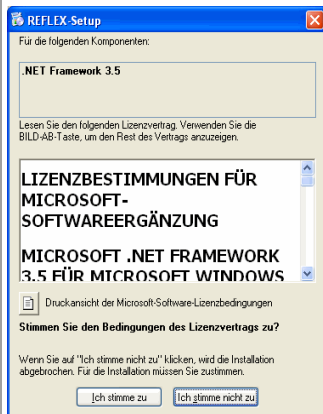 REFLEX-Setup
Für die folgenden Komponenten:
.NET Framework 3.5
Lesen Sie den folgenden Lizenzvertrag. Verwenden Sie die
BILD-AB-Taste, um den Rest des Vertrags anzuzeigen.
LIZENZBESTIMMUNGEN FÜR
MICROSOFT-
SOFTWAREERGÄNZUNG
MICROSOFT .NET FRAMEWORK
3.5 FÜR MICROSOFT WINDOWS
Druckansicht der Microsoft-Software-Lizenzbedingungen
Stimmen Sie den Bedingungen des Lizenzvertrags zu?
Wenn Sie auf "Ich stimme nicht zu" klicken, wird die Installation
abgebrochen. Für die Installation müssen Sie zustimmen.
Ich stimme zu
Ich stimme nicht zu